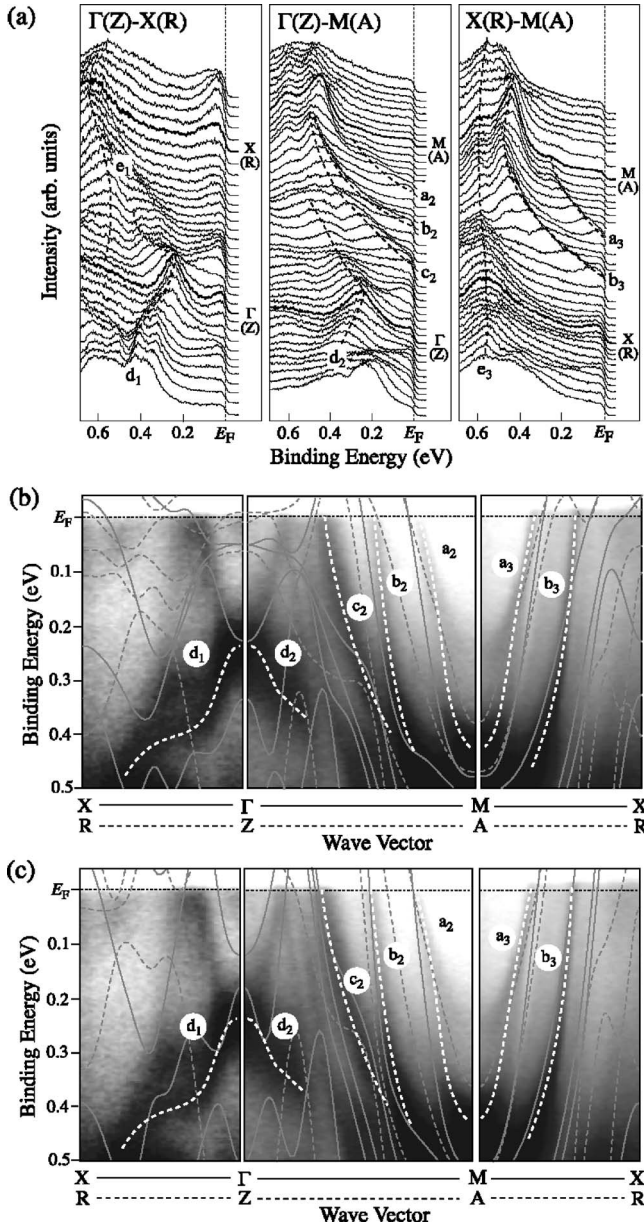 (a)
Γ(Z)-X(R)
Γ(Z)-M(A)
X(R)-M(A)
Intensity (arb. units)
e1
d1
X
(R)
Γ
(Z)
M
(A)
a2
b2
c2
Γ
(Z)
d2
M
(A)
a3
b3
X
(R)
e3
0.6 0.4 0.2 EF
0.6 0.4 0.2 EF
0.6 0.4 0.2 EF
Binding Energy (eV)
(b)
EF
0.1
0.2
0.3
0.4
0.5
Binding Energy (eV)
d1
d2
c2
b2
a2
a3
b3
X Γ M X
R Z A R
Wave Vector
(c)
EF
0.1
0.2
0.3
0.4
0.5
Binding Energy (eV)
d1
d2
c2
b2
a2
a3
b3
X Γ M X
R Z A R
Wave Vector